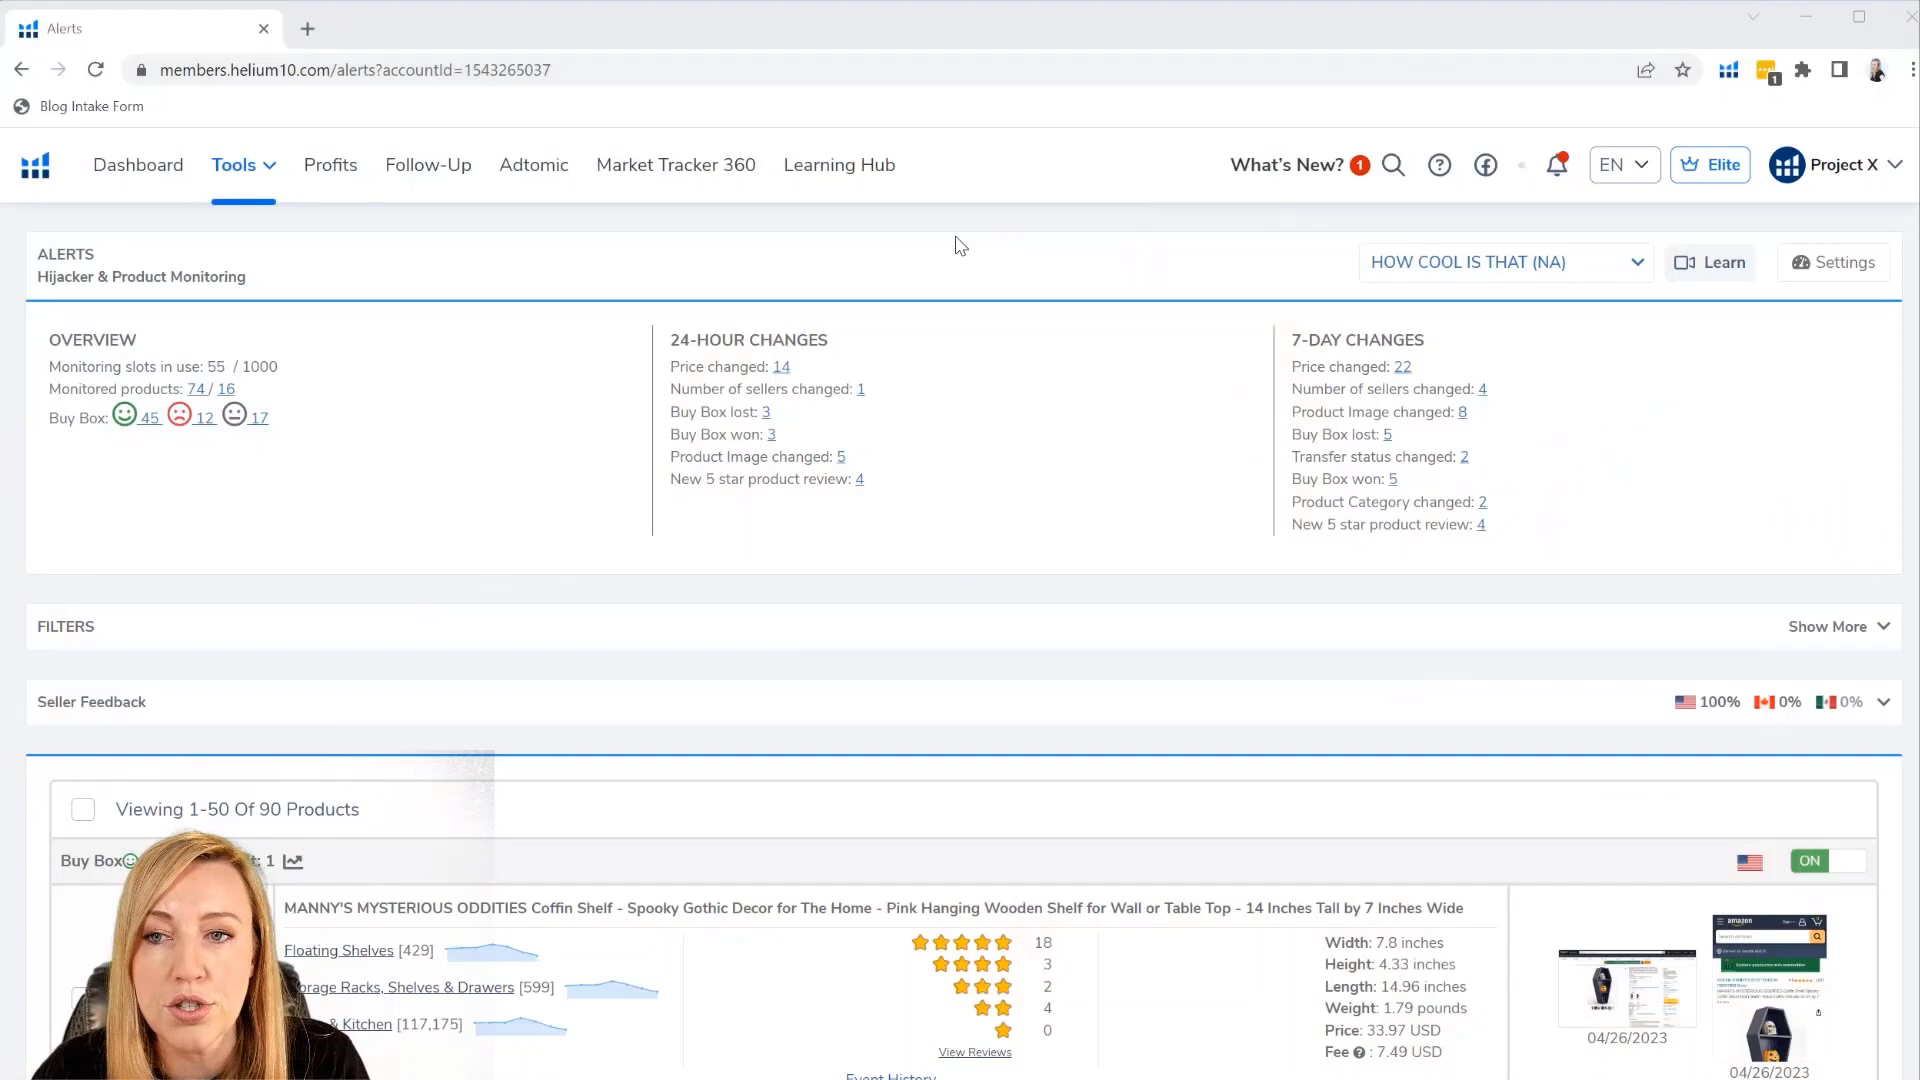 Alerts
members.helium10.com/alerts?accountId=1543265037
1
Blog Intake Form
Dashboard Tools Profits Follow-Up Adtomic Market Tracker 360 Learning Hub What's New? 1 EN Elite Project X
ALERTS
Hijacker & Product Monitoring
HOW COOL IS THAT (NA) Learn Settings
OVERVIEW
Monitoring slots in use: 55 / 1000
Monitored products: 74 / 16
Buy Box: 45 12 17
24-HOUR CHANGES
Price changed: 14
Number of sellers changed: 1
Buy Box lost: 3
Buy Box won: 3
Product Image changed: 5
New 5 star product review: 4
7-DAY CHANGES
Price changed: 22
Number of sellers changed: 4
Product Image changed: 8
Buy Box lost: 5
Transfer status changed: 2
Buy Box won: 5
Product Category changed: 2
New 5 star product review: 4
FILTERS Show More
Seller Feedback 100% 0% 0%
Viewing 1-50 Of 90 Products
Buy Box : 1 ON
MANNY'S MYSTERIOUS ODDITIES Coffin Shelf - Spooky Gothic Decor for The Home - Pink Hanging Wooden Shelf for Wall or Table Top - 14 Inches Tall by 7 Inches Wide
Floating Shelves [429]
Racks, Shelves & Drawers [599]
& Kitchen [117,175]
18
3
2
4
0
View Reviews
Event History
Width: 7.8 inches
Height: 4.33 inches
Length: 14.96 inches
Weight: 1.79 pounds
Price: 33.97 USD
Fee : 7.49 USD
04/26/2023
amazon
04/26/2023